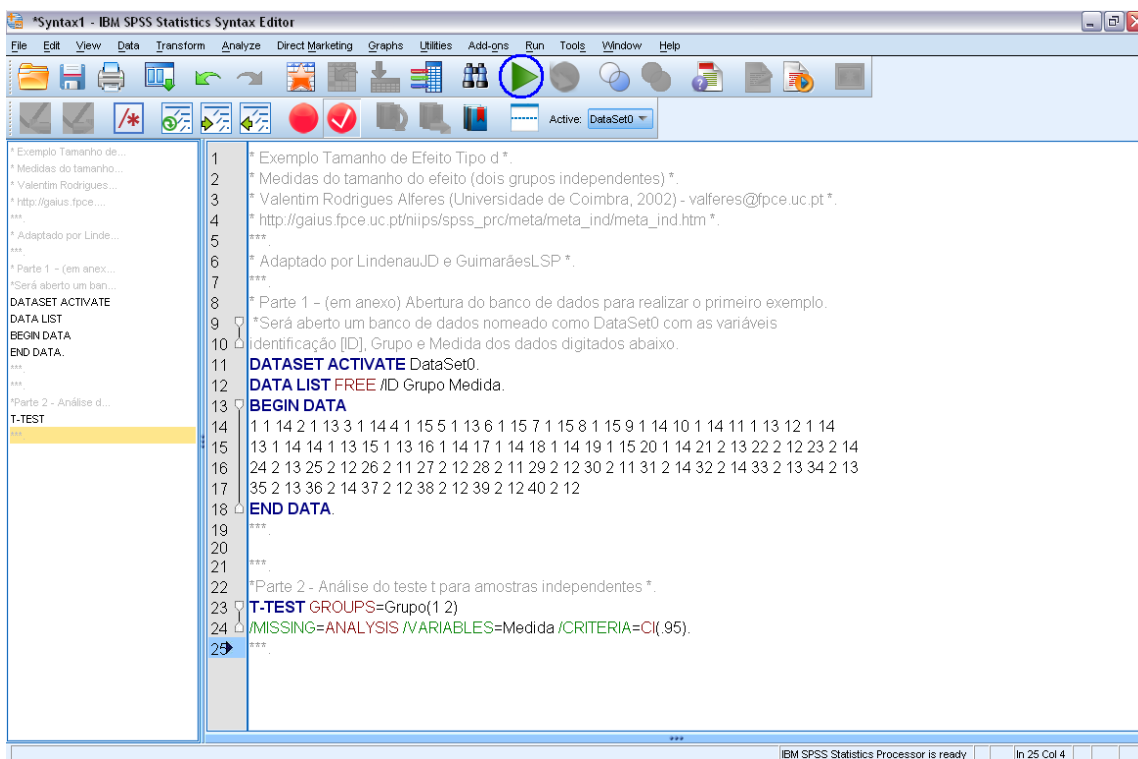 *Syntax1 - IBM SPSS Statistics Syntax Editor
File Edit View Data Transform Analyze Direct Marketing Graphs Utilities Add-ons Run Tools Window Help
Active: DataSet0
* Exemplo Tamanho de...
* Medidas do tamanho...
* Valentim Rodrigues...
* http://gaius.fpce....
***.
* Adaptado por Linde...
***.
* Parte 1 – (em anex...
*Será aberto um ban...
DATASET ACTIVATE
DATA LIST
BEGIN DATA
END DATA.
***.
***.
*Parte 2 - Análise d...
T-TEST
***.
1 * Exemplo Tamanho de Efeito Tipo d *.
2 * Medidas do tamanho do efeito (dois grupos independentes) *.
3 * Valentim Rodrigues Alferes (Universidade de Coimbra, 2002) - valferes@fpce.uc.pt *.
4 * http://gaius.fpce.uc.pt/niips/spss_prc/meta/meta_ind/meta_ind.htm *.
5 ***.
6 * Adaptado por LindenauJD e GuimarãesLSP *.
7 ***.
8 * Parte 1 – (em anexo) Abertura do banco de dados para realizar o primeiro exemplo.
9 *Será aberto um banco de dados nomeado como DataSet0 com as variáveis
10 identificação [ID], Grupo e Medida dos dados digitados abaixo.
11 DATASET ACTIVATE DataSet0.
12 DATA LIST FREE /ID Grupo Medida.
13 BEGIN DATA
14 1 1 14 2 1 13 3 1 14 4 1 15 5 1 13 6 1 15 7 1 15 8 1 15 9 1 14 10 1 14 11 1 13 12 1 14
15 13 1 14 14 1 13 15 1 13 16 1 14 17 1 14 18 1 14 19 1 15 20 1 14 21 2 13 22 2 12 23 2 14
16 24 2 13 25 2 12 26 2 11 27 2 12 28 2 11 29 2 12 30 2 11 31 2 14 32 2 14 33 2 13 34 2 13
17 35 2 13 36 2 14 37 2 12 38 2 12 39 2 12 40 2 12
18 END DATA.
19 ***.
20
21 ***.
22 *Parte 2 - Análise do teste t para amostras independentes *.
23 T-TEST GROUPS=Grupo(1 2)
24 /MISSING=ANALYSIS /VARIABLES=Medida /CRITERIA=CI(.95).
25 ***.
IBM SPSS Statistics Processor is ready In 25 Col 4